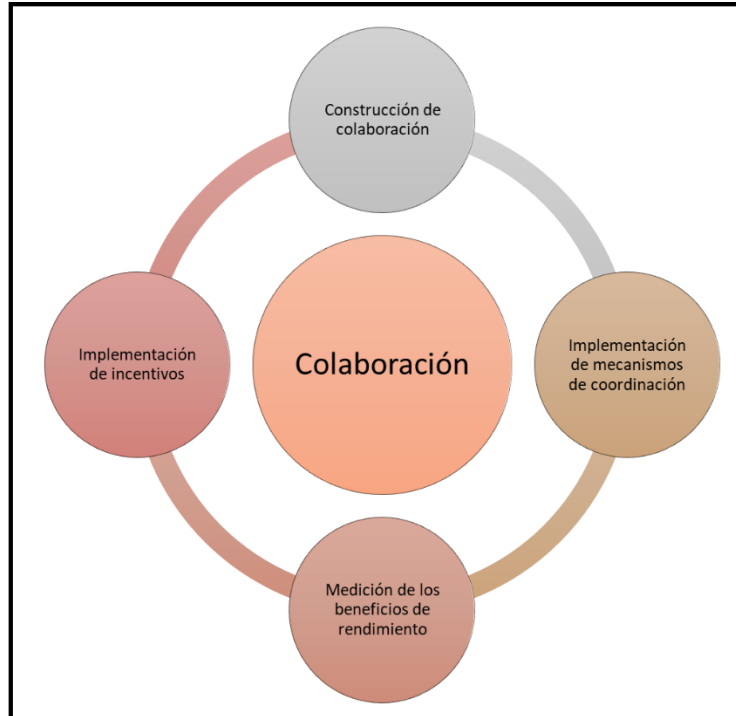 Construcción de
colaboración
Implementación
de incentivos
Colaboración
Implementación
de mecanismos
de coordinación
Medición de los
beneficios de
rendimiento